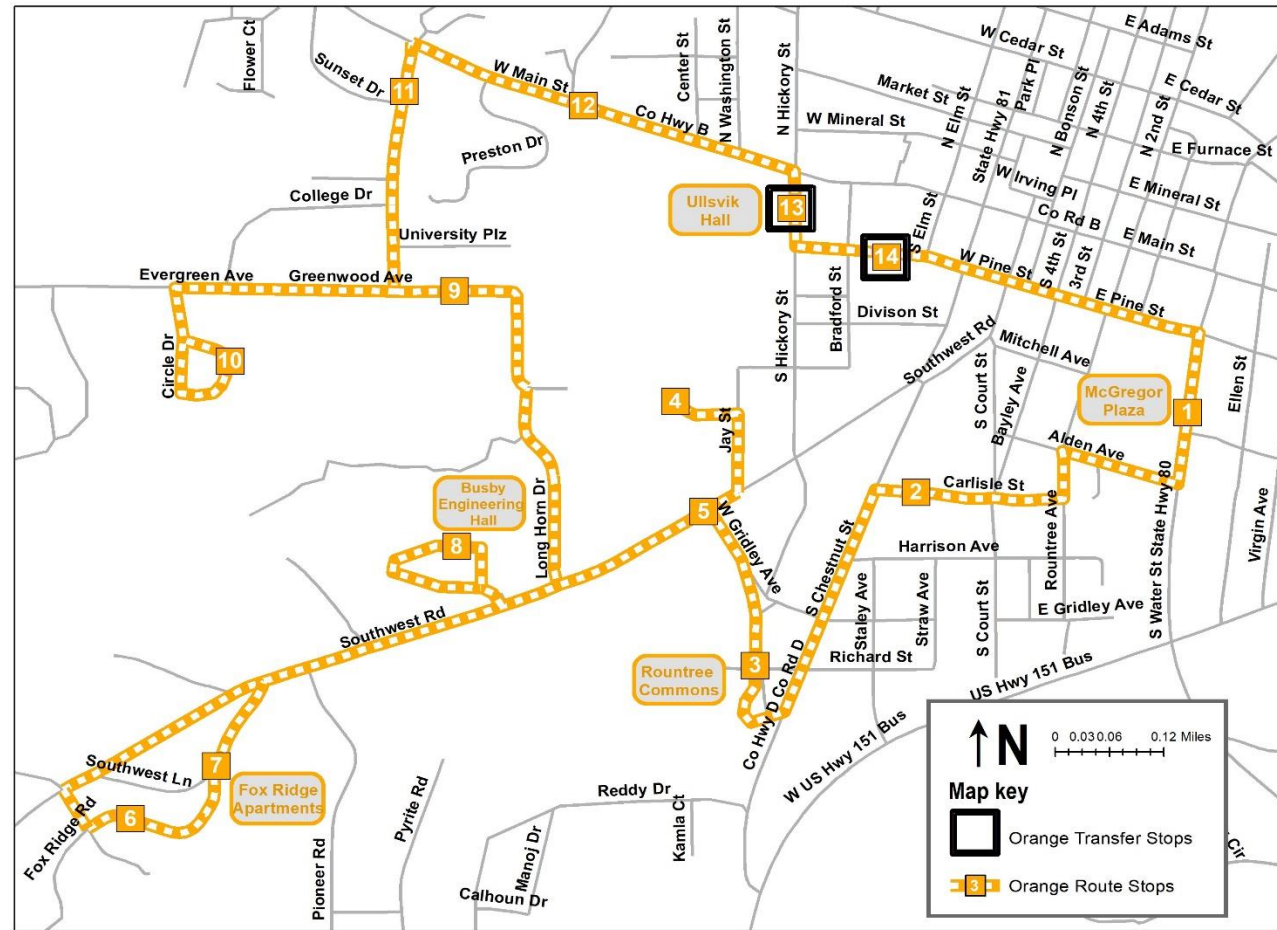 Flower Ct
Sunset Dr
11
W Main St
12
Co Hwy B
Center St
N Washington St
N Hickory St
W Cedar St
E Adams St
Market St
N Elm St
State Hwy 81
Park Pl
N Bonson St
N 4th St
N 2nd St
E Cedar St
W Mineral St
E Furnace St
Preston Dr
College Dr
University Plz
Ullsvik
Hall
13
14
W Irving Pl
Co Rd B
E Mineral St
E Main St
S Elm St
W Pine St
S 4th St
3rd St
E Pine St
Evergreen Ave
Greenwood Ave
9
Circle Dr
10
S Hickory St
Bradford St
Divison St
Southwest Rd
Mitchell Ave
S Court St
Bayley Ave
McGregor
Plaza
1
Ellen St
4
Jay St
Alden Ave
2
Carlisle St
Busby
Engineering
Hall
8
Long Horn Dr
5
W Gridley Ave
S Chestnut St
Harrison Ave
Rountree Ave
S Water St State Hwy 80
Virgin Ave
Staley Ave
Straw Ave
S Court St
E Gridley Ave
Southwest Rd
Rountree
Commons
3
Richard St
Co Hwy D Co Rd D
US Hwy 151 Bus
W US Hwy 151 Bus
Southwest Ln
7
Fox Ridge
Apartments
6
Fox Ridge Rd
Pioneer Rd
Pyrite Rd
Reddy Dr
Kamla Ct
Manoj Dr
Calhoun Dr
N
0 0.03 0.06 0.12 Miles
Map key
Orange Transfer Stops
3
Orange Route Stops
Cir